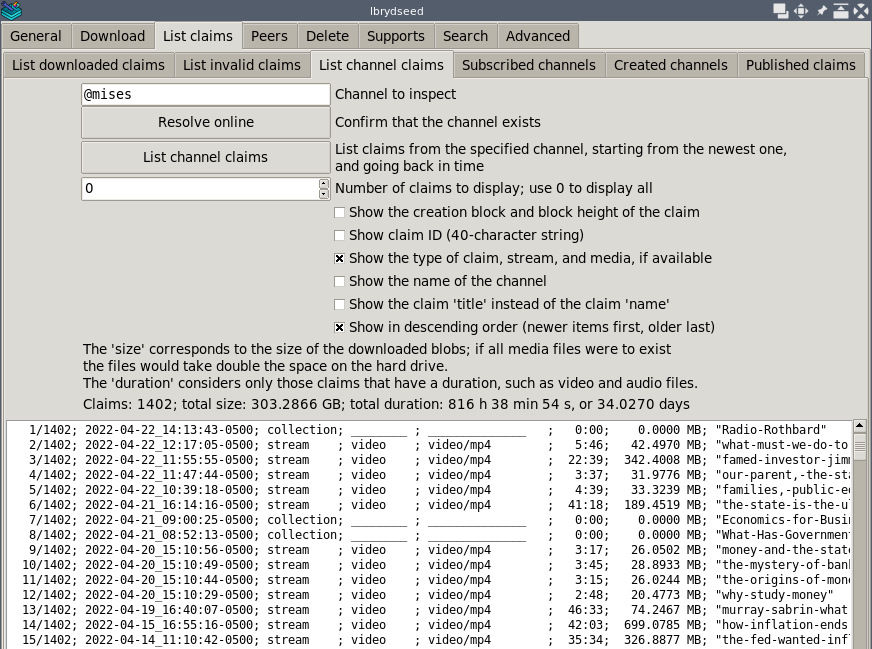 lbrydseed
General Download List claims Peers Delete Supports Search Advanced
List downloaded claims List invalid claims List channel claims Subscribed channels Created channels Published claims
@mises Channel to inspect
Resolve online Confirm that the channel exists
List channel claims List claims from the specified channel, starting from the newest one,
and going back in time
0 Number of claims to display; use 0 to display all
Show the creation block and block height of the claim
Show claim ID (40-character string)
Show the type of claim, stream, and media, if available
Show the name of the channel
Show the claim 'title' instead of the claim 'name'
Show in descending order (newer items first, older last)
The 'size' corresponds to the size of the downloaded blobs; if all media files were to exist
the files would take double the space on the hard drive.
The 'duration' considers only those claims that have a duration, such as video and audio files.
Claims: 1402; total size: 303.2866 GB; total duration: 816 h 38 min 54 s, or 34.0270 days
1/1402; 2022-04-22_14:13:43-0500; collection; ________ ; ______________ ; 0:00; 0.0000 MB; "Radio-Rothbard"
2/1402; 2022-04-22_12:17:05-0500; stream ; video ; video/mp4 ; 5:46; 42.4970 MB; "what-must-we-do-to
3/1402; 2022-04-22_11:55:55-0500; stream ; video ; video/mp4 ; 22:39; 342.4008 MB; "famed-investor-jim
4/1402; 2022-04-22_11:47:44-0500; stream ; video ; video/mp4 ; 3:37; 31.9776 MB; "our-parent,-the-sta
5/1402; 2022-04-22_10:39:18-0500; stream ; video ; video/mp4 ; 4:39; 33.3239 MB; "families,-public-e
6/1402; 2022-04-21_16:14:16-0500; stream ; video ; video/mp4 ; 41:18; 189.4519 MB; "the-state-is-the-u
7/1402; 2022-04-21_09:00:25-0500; collection; ________ ; ______________ ; 0:00; 0.0000 MB; "Economics-for-Busi
8/1402; 2022-04-21_08:52:13-0500; collection; ________ ; ______________ ; 0:00; 0.0000 MB; "What-Has-Government
9/1402; 2022-04-20_15:10:56-0500; stream ; video ; video/mp4 ; 3:17; 26.0502 MB; "money-and-the-state
10/1402; 2022-04-20_15:10:49-0500; stream ; video ; video/mp4 ; 3:45; 28.8933 MB; "the-mystery-of-ban
11/1402; 2022-04-20_15:10:44-0500; stream ; video ; video/mp4 ; 3:15; 26.0244 MB; "the-origins-of-mon
12/1402; 2022-04-20_15:10:29-0500; stream ; video ; video/mp4 ; 2:48; 20.4773 MB; "why-study-money"
13/1402; 2022-04-19_16:40:07-0500; stream ; video ; video/mp4 ; 46:33; 74.2467 MB; "murray-sabrin-what
14/1402; 2022-04-15_16:55:16-0500; stream ; video ; video/mp4 ; 42:03; 699.0785 MB; "how-inflation-ends
15/1402; 2022-04-14_11:10:42-0500; stream ; video ; video/mp4 ; 35:34; 326.8877 MB; "the-fed-wanted-inf